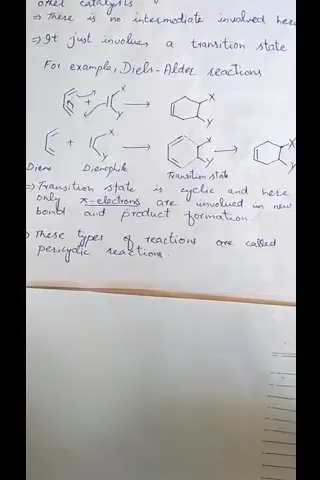 other catalysts
⇒ There is no intermediate involved here
⇒ It just involves a transition state
For example, Diels-Alder reactions
X
+
Y
X
Y
+
X
Y
X
Y
X
Y
Diene Dienophile Transition state
⇒ Transition state is cyclic and here
only π-electrons are involved in new
bond and product formation.
⇒ These types of reactions are called
pericyclic reactions.